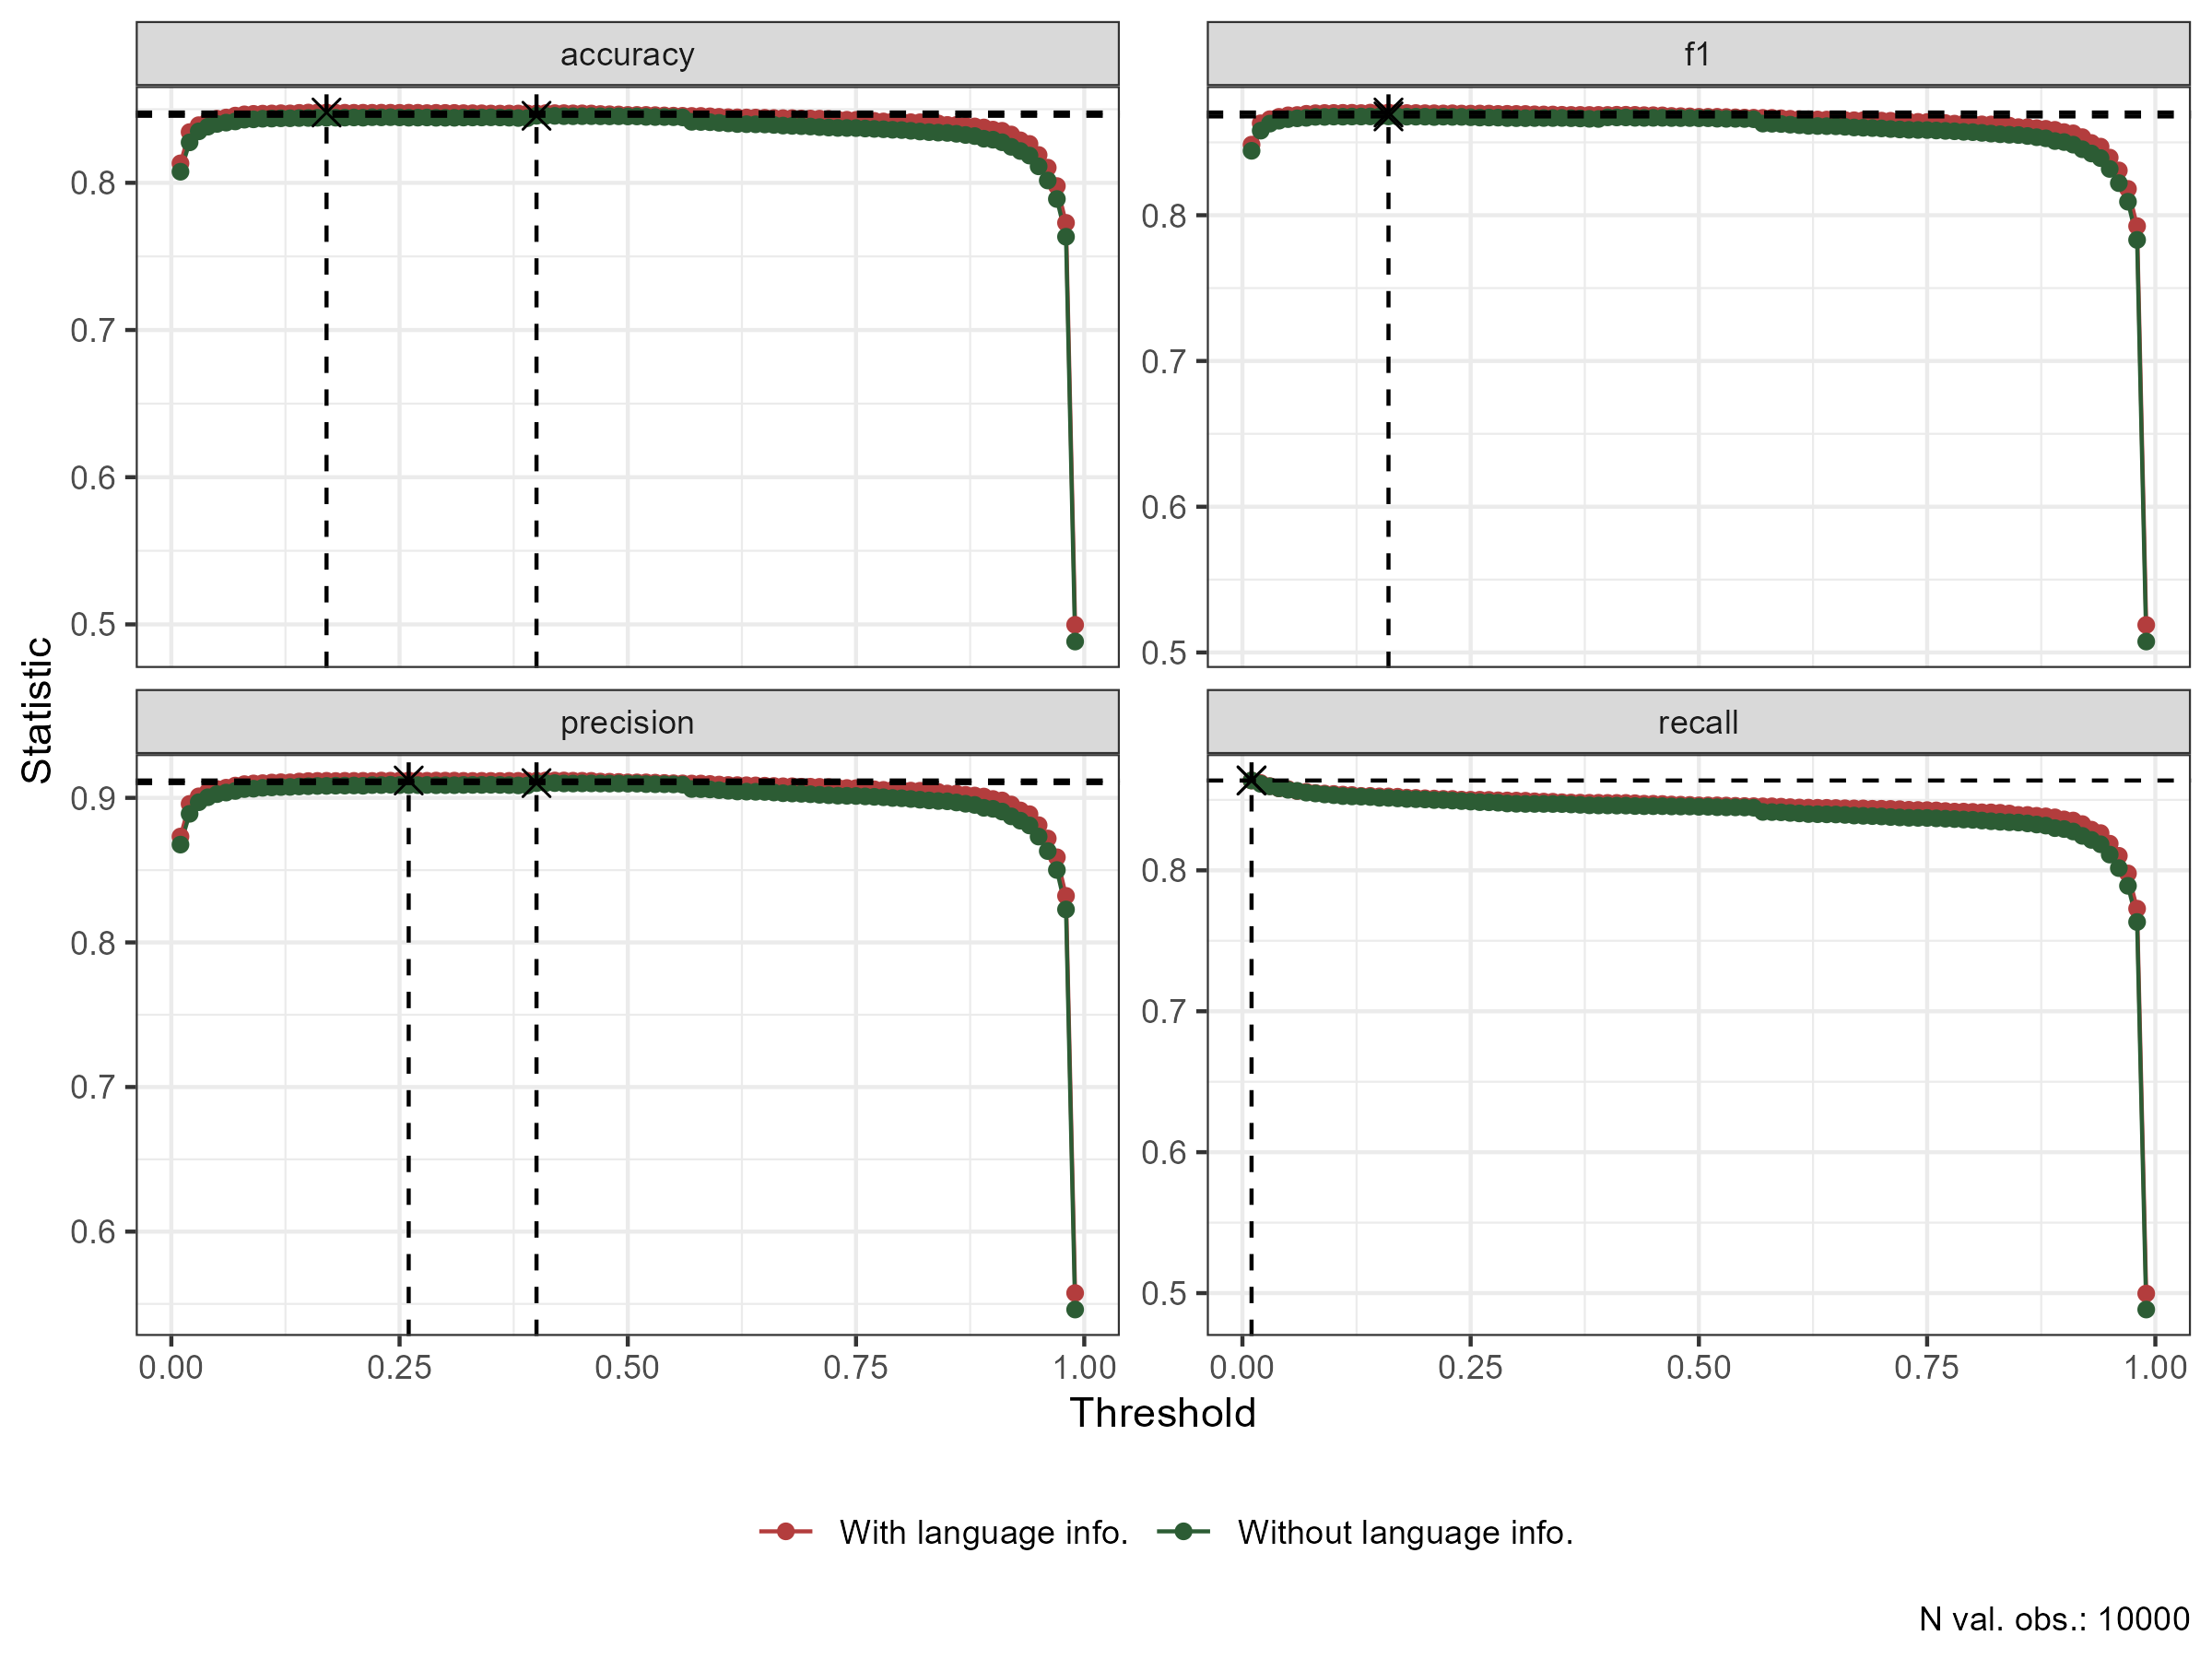 accuracy
f1
0.8
0.7
0.6
0.5
0.8
0.7
0.6
0.5
Statistic
precision
recall
0.9
0.8
0.7
0.6
0.8
0.7
0.6
0.5
0.00 0.25 0.50 0.75 1.00
0.00 0.25 0.50 0.75 1.00
Threshold
With language info. Without language info.
N val. obs.: 10000